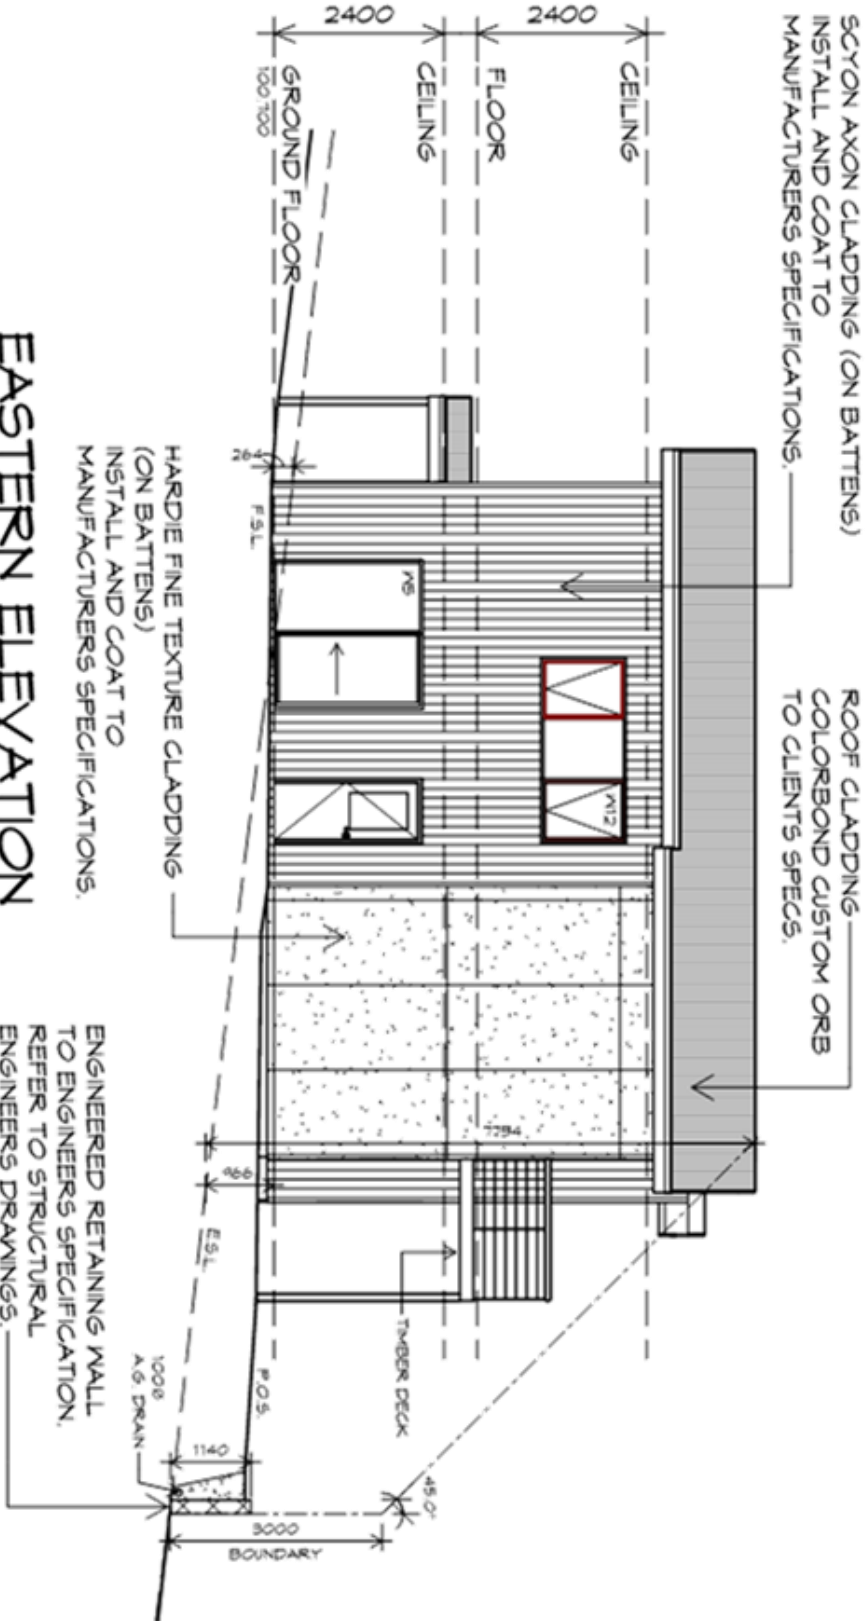 SCYON AXON CLADDING (ON BATTENS)
INSTALL AND COAT TO
MANUFACTURERS SPECIFICATIONS.
ROOF CLADDING
COLORBOND CUSTOM ORB
TO CLIENTS SPECS.
2400
2400
CEILING
FLOOR
CEILING
GROUND FLOOR
100.700
W12
W5
7794
264
F.S.L.
966
E.S.L.
TIMBER DECK
45.0°
P.O.S.
1140
3000
BOUNDARY
HARDIE FINE TEXTURE CLADDING
(ON BATTENS)
INSTALL AND COAT TO
MANUFACTURERS SPECIFICATIONS.
1000
A.G. DRAIN
ENGINEERED RETAINING WALL
TO ENGINEERS SPECIFICATION.
REFER TO STRUCTURAL
ENGINEERS DRAWINGS.
EASTERN ELEVATION